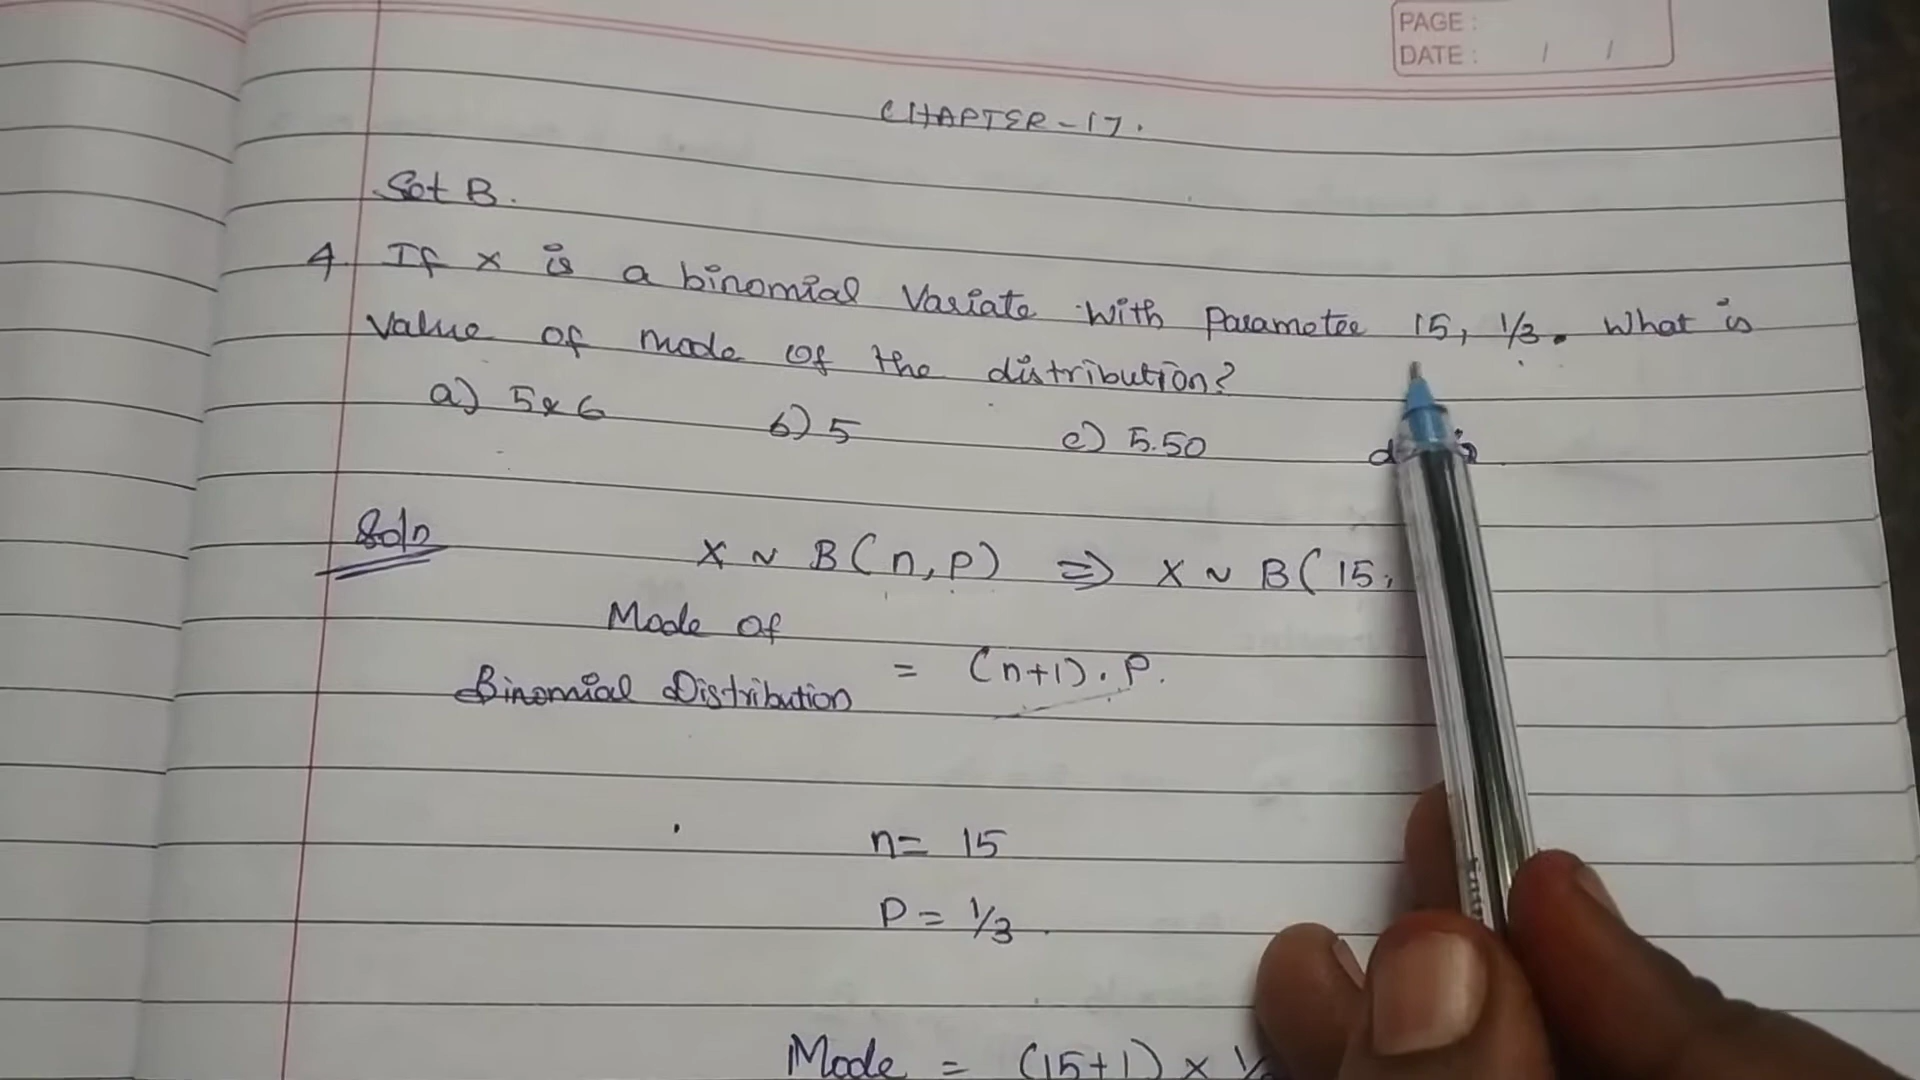 PAGE :
DATE : / /
CHAPTER - 17.
Set B.
4. If x is a binomial Variate with Parameter 15, 1/3. What is
Value of mode of the distribution?
a) 5 & 6 b) 5 c) 5.50 d)
Soln X ~ B(n, p) => X ~ B(15,
Mode of
Binomial Distribution = (n+1) . P.
n = 15
P = 1/3
Mode = (15+1) x